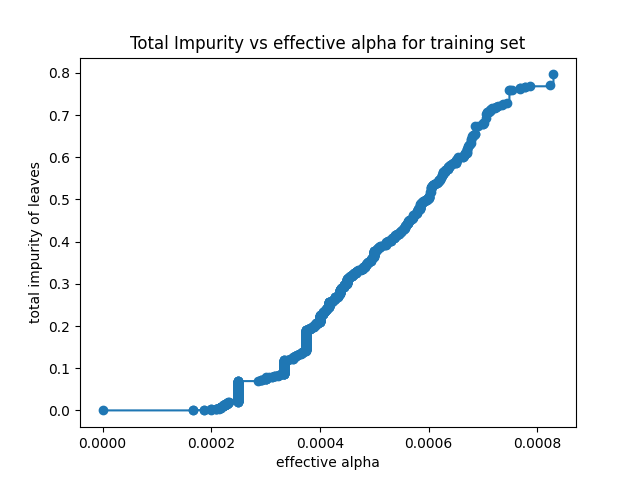 Total Impurity vs effective alpha for training set
total impurity of leaves
0.8
0.7
0.6
0.5
0.4
0.3
0.2
0.1
0.0
0.0000 0.0002 0.0004 0.0006 0.0008
effective alpha